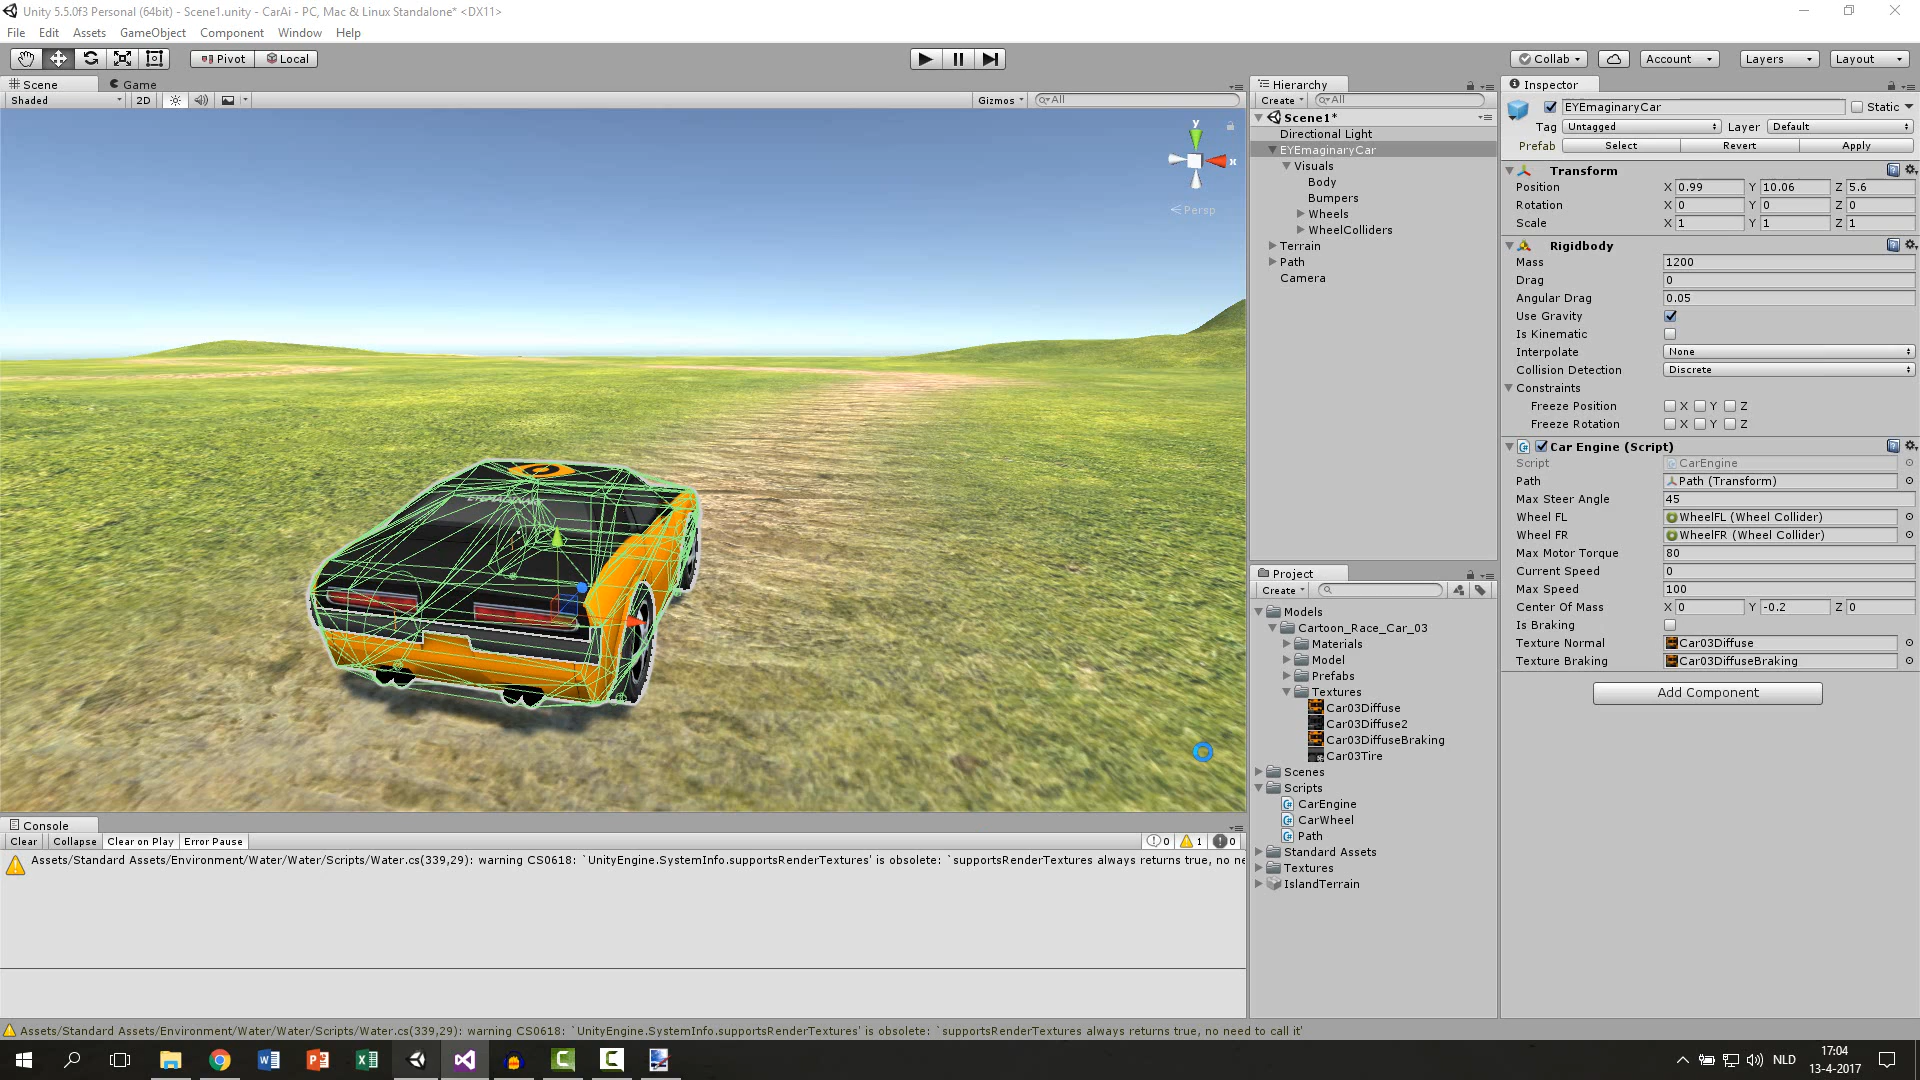 Unity 5.5.0f3 Personal (64bit) - Scene1.unity - CarAi - PC, Mac & Linux Standalone* <DX11>
File Edit Assets GameObject Component Window Help
Pivot Local Collab Account Layers Layout
Scene Game
Shaded 2D Gizmos All
y
x
Persp
Hierarchy
Create All
Scene1*
Directional Light
EYEmaginaryCar
Visuals
Body
Bumpers
Wheels
WheelColliders
Terrain
Path
Camera
Project
Create
Models
Cartoon_Race_Car_03
Materials
Model
Prefabs
Textures
Car03Diffuse
Car03Diffuse2
Car03DiffuseBraking
Car03Tire
Scenes
Scripts
CarEngine
CarWheel
Path
Standard Assets
Textures
IslandTerrain
Inspector
EYEmaginaryCar Static
Tag Untagged Layer Default
Prefab Select Revert Apply
Transform
Position X 0.99 Y 10.06 Z 5.6
Rotation X 0 Y 0 Z 0
Scale X 1 Y 1 Z 1
Rigidbody
Mass 1200
Drag 0
Angular Drag 0.05
Use Gravity
Is Kinematic
Interpolate None
Collision Detection Discrete
Constraints
Freeze Position X Y Z
Freeze Rotation X Y Z
Car Engine (Script)
Script CarEngine
Path Path (Transform)
Max Steer Angle 45
Wheel FL WheelFL (Wheel Collider)
Wheel FR WheelFR (Wheel Collider)
Max Motor Torque 80
Current Speed 0
Max Speed 100
Center Of Mass X 0 Y -0.2 Z 0
Is Braking
Texture Normal Car03Diffuse
Texture Braking Car03DiffuseBraking
Add Component
Console
Clear Collapse Clear on Play Error Pause 0 1 0
Assets/Standard Assets/Environment/Water/Water/Scripts/Water.cs(339,29): warning CS0618: `UnityEngine.SystemInfo.supportsRenderTextures' is obsolete: `supportsRenderTextures always returns true, no ne
Assets/Standard Assets/Environment/Water/Water/Scripts/Water.cs(339,29): warning CS0618: `UnityEngine.SystemInfo.supportsRenderTextures' is obsolete: `supportsRenderTextures always returns true, no need to call it'
NLD
17:04
13-4-2017